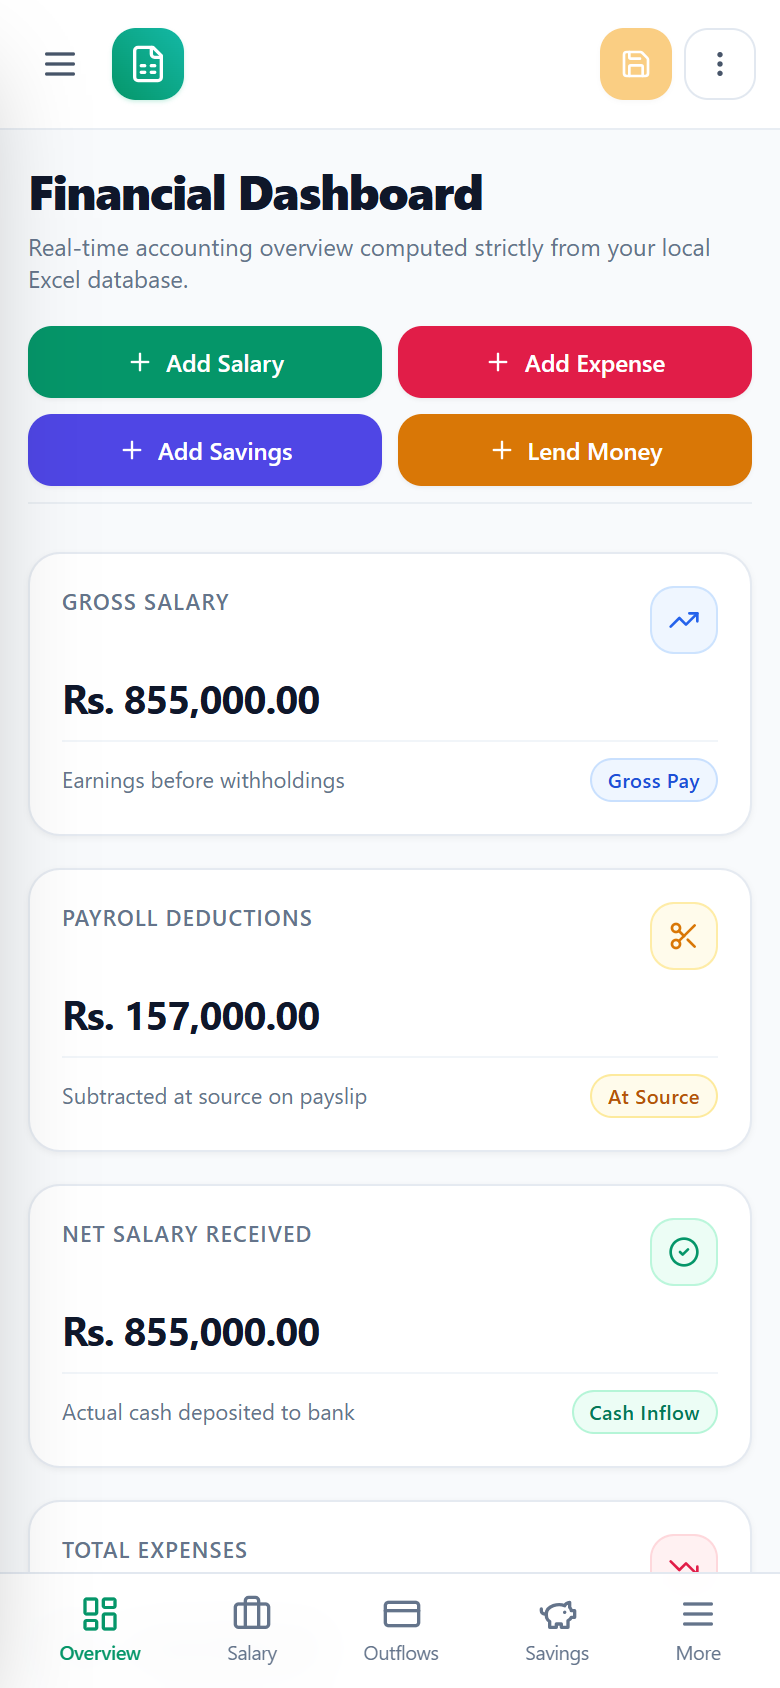 Financial Dashboard
Real-time accounting overview computed strictly from your local
Excel database.
Add Salary
Add Expense
Add Savings
Lend Money
GROSS SALARY
Rs. 855,000.00
Earnings before withholdings
Gross Pay
PAYROLL DEDUCTIONS
Rs. 157,000.00
Subtracted at source on payslip
At Source
NET SALARY RECEIVED
Rs. 855,000.00
Actual cash deposited to bank
Cash Inflow
TOTAL EXPENSES
Overview
Salary
Outflows
Savings
More